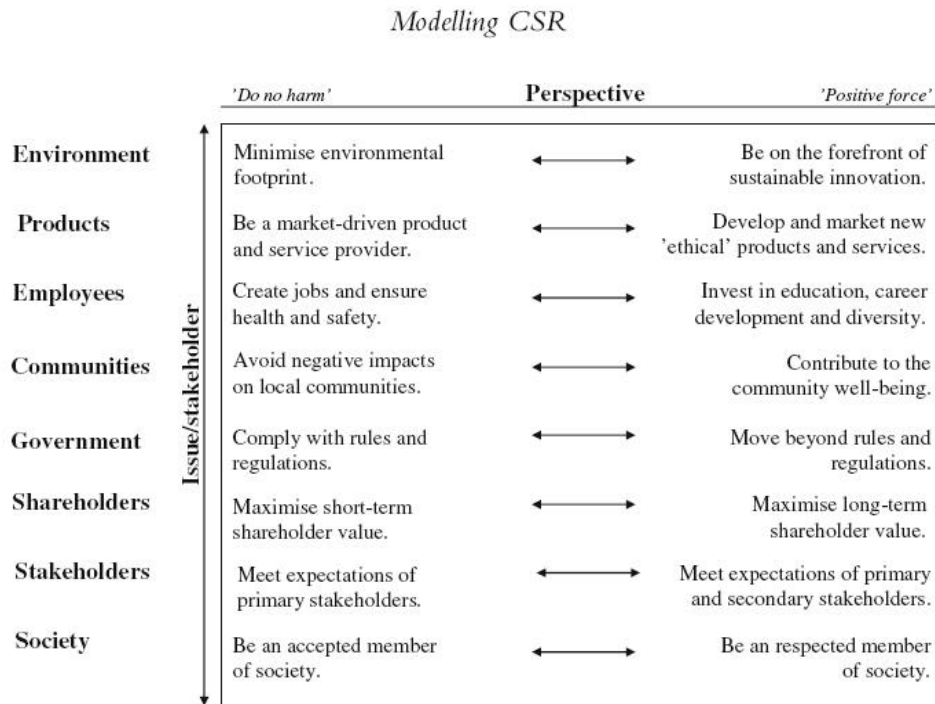 Modelling CSR
'Do no harm' Perspective 'Positive force'
Issue/stakeholder
Environment
Minimise environmental
footprint.
Be on the forefront of
sustainable innovation.
Products
Be a market-driven product
and service provider.
Develop and market new
'ethical' products and services.
Employees
Create jobs and ensure
health and safety.
Invest in education, career
development and diversity.
Communities
Avoid negative impacts
on local communities.
Contribute to the
community well-being.
Government
Comply with rules and
regulations.
Move beyond rules and
regulations.
Shareholders
Maximise short-term
shareholder value.
Maximise long-term
shareholder value.
Stakeholders
Meet expectations of
primary stakeholders.
Meet expectations of primary
and secondary stakeholders.
Society
Be an accepted member
of society.
Be an respected member
of society.